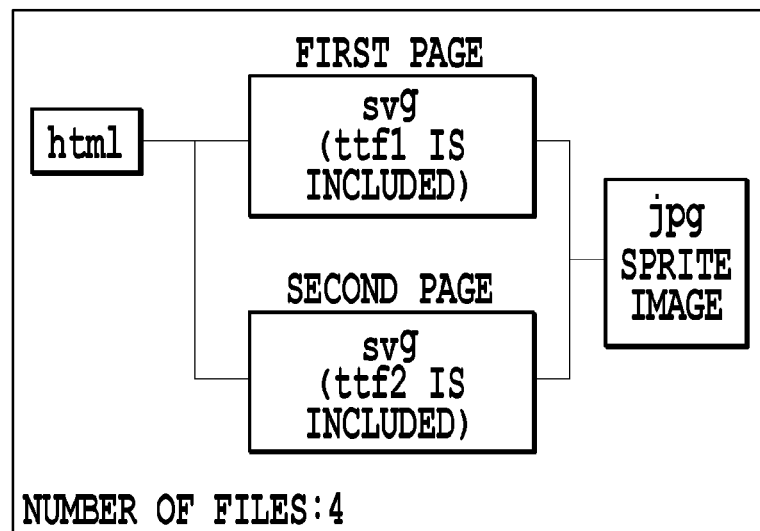 FIRST PAGE
html
svg
(ttf1 IS
INCLUDED)
jpg
SPRITE
IMAGE
SECOND PAGE
svg
(ttf2 IS
INCLUDED)
NUMBER OF FILES:4